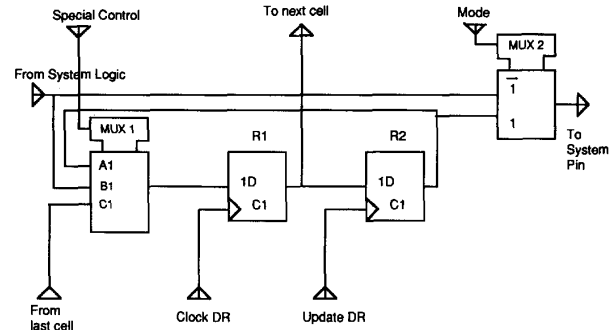 Special Control
To next cell
Mode
MUX 2
From System Logic
1
MUX 1
R1
R2
1
To
System
Pin
A1
B1
C1
1D
C1
1D
C1
From
last cell
Clock DR
Update DR